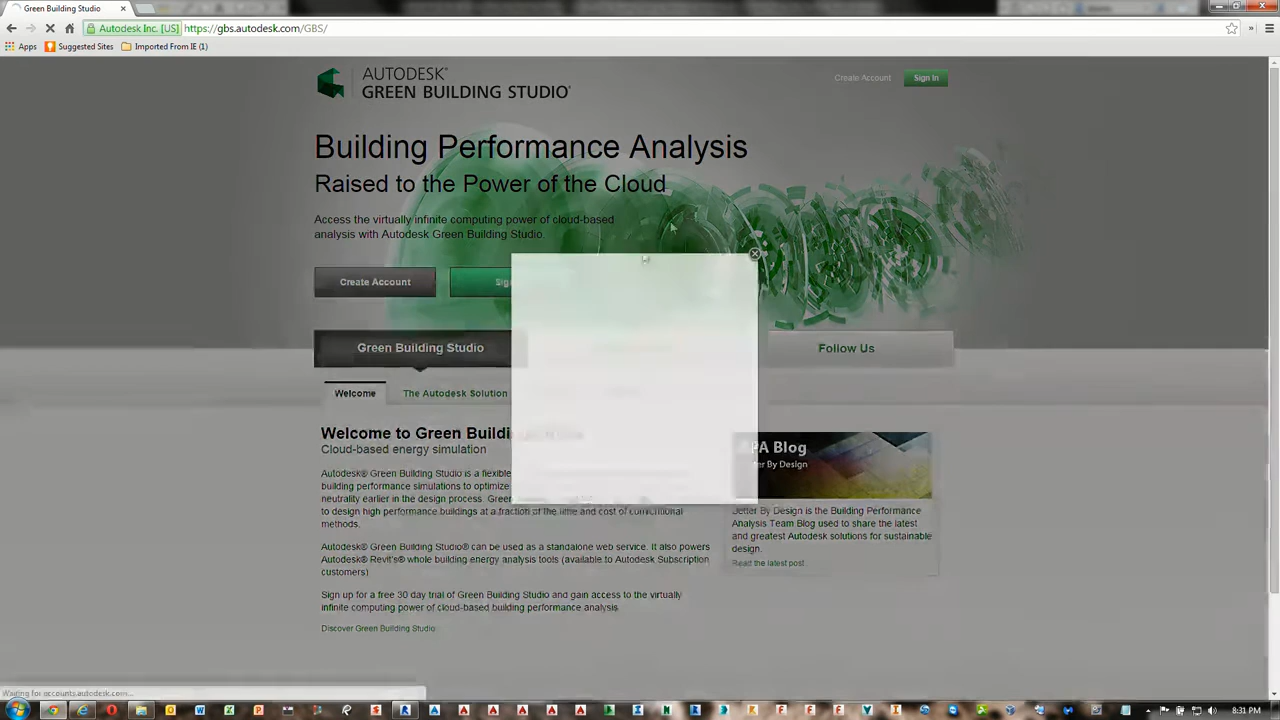 Green Building Studio
Autodesk Inc. [US] https://gbs.autodesk.com/GBS/
Apps Suggested Sites Imported From IE (1)
AUTODESK®
GREEN BUILDING STUDIO®
Create Account Sign In
Building Performance Analysis
Raised to the Power of the Cloud
Access the virtually infinite computing power of cloud-based
analysis with Autodesk Green Building Studio.
Create Account
Green Building Studio Follow Us
Welcome The Autodesk Solution
Welcome to Green
Cloud-based energy simulation
Autodesk® Green Building Studio is a flexible
building performance simulations to optimize
neutrality earlier in the design process.
to design high performance buildings at a fraction of the time and cost of conventional
methods.
Autodesk® Green Building Studio® can be used as a standalone web service. It also powers
Autodesk® Revit's® whole building energy analysis tools (available to Autodesk Subscription
customers)
Sign up for a free 30 day trial of Green Building Studio and gain access to the virtually
infinite computing power of cloud-based building performance analysis.
Discover Green Building Studio
Blog
By Design
By Design is the Building Performance
Analysis Team Blog used to share the latest
and greatest Autodesk solutions for sustainable
design.
Read the latest post
Waiting for accounts.autodesk.com...
8:31 PM